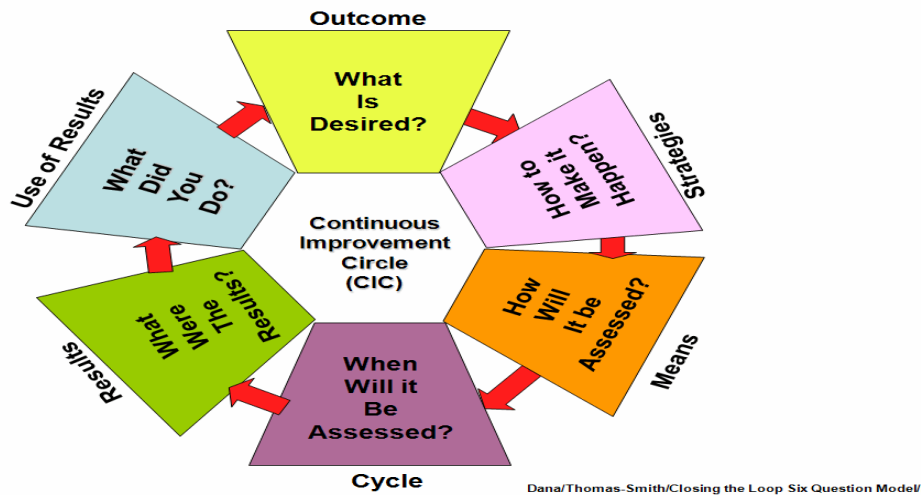 Outcome
What
Is
Desired?
Strategies
How to
Make it
Happen?
Means
How
Will
It be
Assessed?
Cycle
When
Will it
Be
Assessed?
Results
What
Were
The
Results?
Use of Results
What
Did
You
Do?
Continuous
Improvement
Circle
(CIC)
Dana/Thomas-Smith/Closing the Loop Six Question Model/